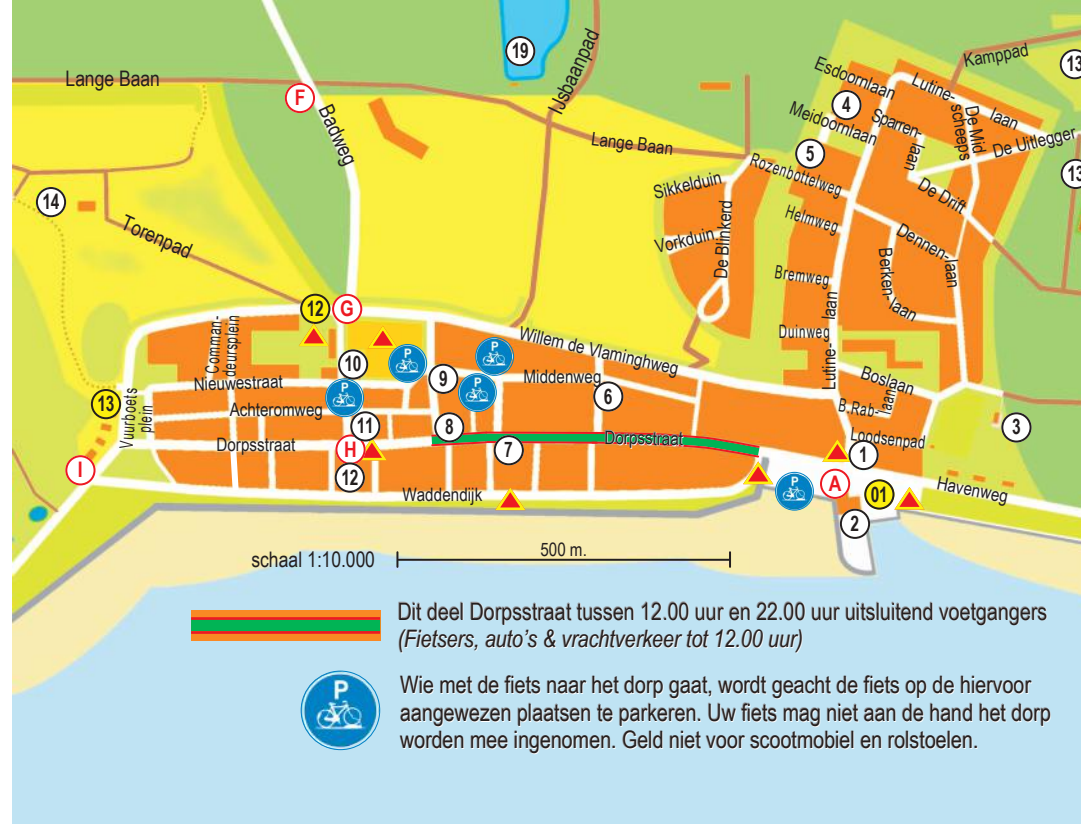 19
Kamppad
13
Lange Baan
F
Badweg
IJsbaanpad
Esdoornlaan
4
Lutine-
laan
Meidoornlaan
Sparren-
laan
De Mid
scheeps
De Uitlegger
Lange Baan
5
Rozenbottelweg
13
14
Torenpad
Sikkelduin
De Drift
Vorkduin
De Blinkerd
Helmweg
Dennen-
laan
Berken-
laan
Bremweg
12
G
Comman-
deursplein
Willem de Vlaminghweg
Duinweg
Lutine-
laan
10
P
P
9
Middenweg
Boslaan
Nieuwestraat
P
P
6
13
Vuurboets
plein
Achteromweg
B.Rab-
laan
11
8
3
Dorpsstraat
H
7
Dorpsstraat
Loodsenpad
1
I
12
Waddendijk
P
A
01
Havenweg
2
schaal 1:10.000
500 m.
Dit deel Dorpsstraat tussen 12.00 uur en 22.00 uur uitsluitend voetgangers
(Fietsers, auto’s & vrachtverkeer tot 12.00 uur)
P
Wie met de fiets naar het dorp gaat, wordt geacht de fiets op de hiervoor
aangewezen plaatsen te parkeren. Uw fiets mag niet aan de hand het dorp
worden mee ingenomen. Geld niet voor scootmobiel en rolstoelen.